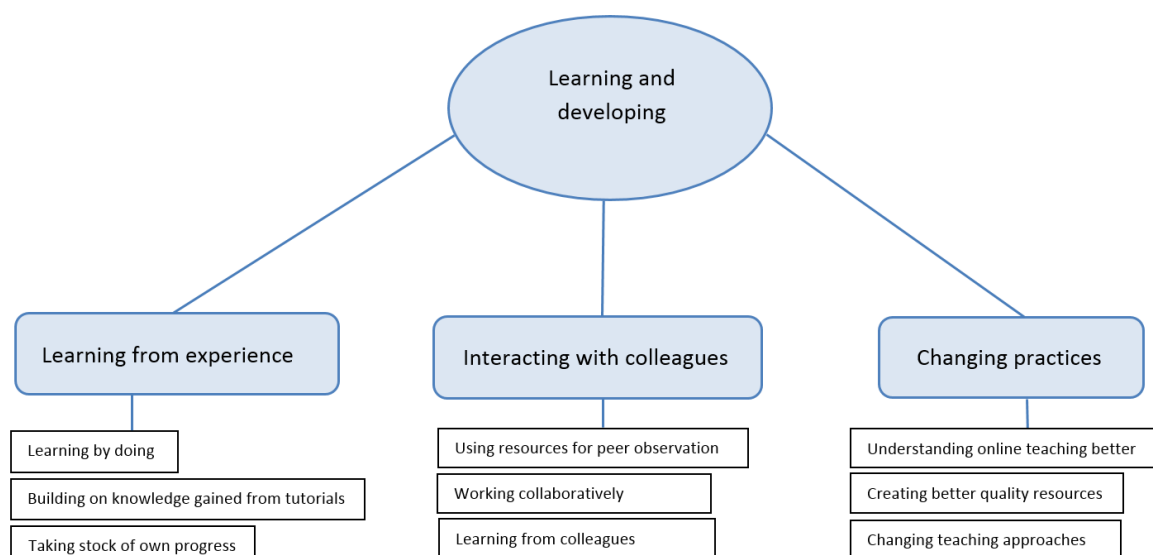 Learning and
developing
Learning from experience
Interacting with colleagues
Changing practices
Learning by doing
Building on knowledge gained from tutorials
Taking stock of own progress
Using resources for peer observation
Working collaboratively
Learning from colleagues
Understanding online teaching better
Creating better quality resources
Changing teaching approaches